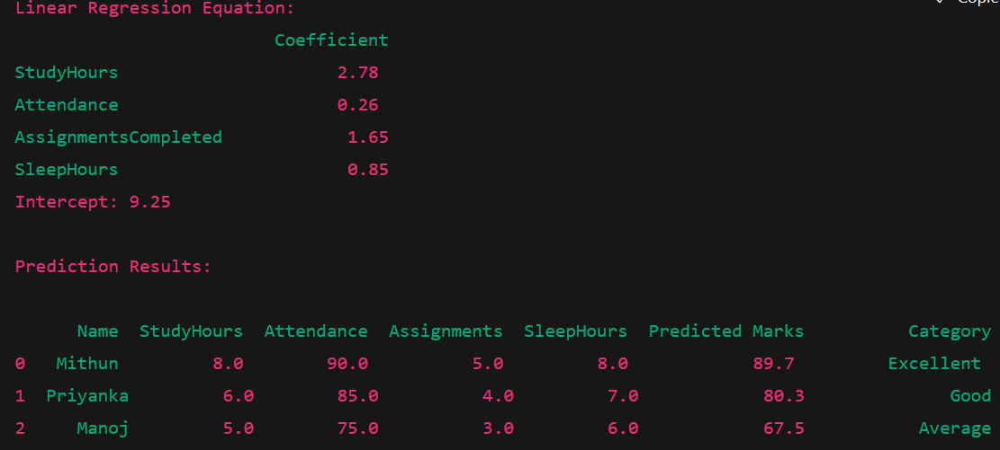 Copie
Linear Regression Equation:
Coefficient
StudyHours 2.78
Attendance 0.26
AssignmentsCompleted 1.65
SleepHours 0.85
Intercept: 9.25
Prediction Results:
Name StudyHours Attendance Assignments SleepHours Predicted Marks Category
0 Mithun 8.0 90.0 5.0 8.0 89.7 Excellent
1 Priyanka 6.0 85.0 4.0 7.0 80.3 Good
2 Manoj 5.0 75.0 3.0 6.0 67.5 Average